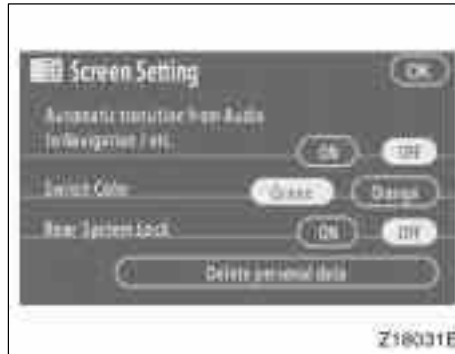 Screen Setting OK
Automatic transition from Audio
to Navigation / etc.
ON OFF
Switch Color Green Orange
Rear System Lock ON OFF
Delete personal data
Z18031E